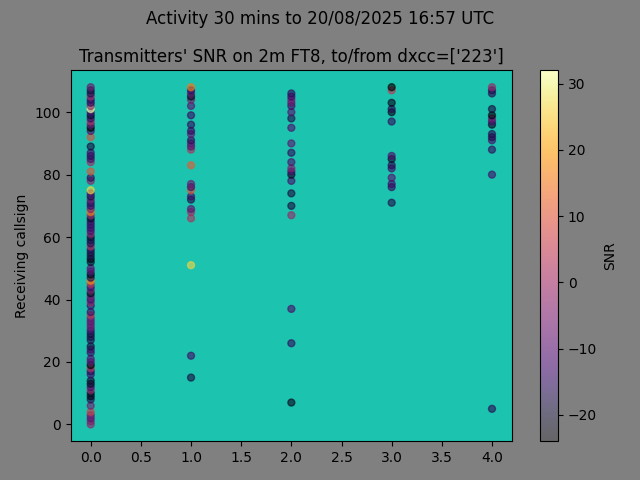 Activity 30 mins to 20/08/2025 16:57 UTC
Transmitters' SNR on 2m FT8, to/from dxcc=['223']
Receiving callsign
100
80
60
40
20
0
0.0 0.5 1.0 1.5 2.0 2.5 3.0 3.5 4.0
30
20
10
0
−10
−20
SNR